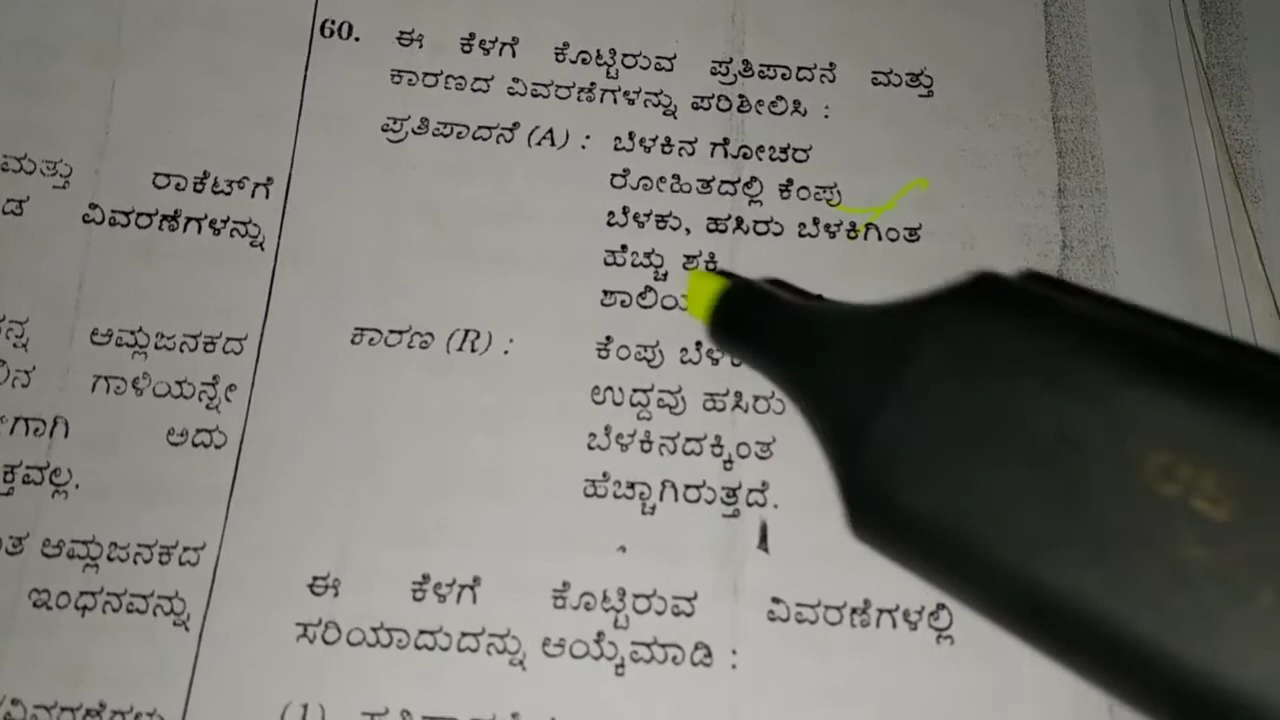 ಮತ್ತು ರಾಕೆಟ್‌ಗೆ
ವಿವರಣೆಗಳನ್ನು
ಆಮ್ಲಜನಕದ
ಗಾಳಿಯನ್ನೇ
ಅದು
ಆಮ್ಲಜನಕದ
ಇಂಧನವನ್ನು
60. ಈ ಕೆಳಗೆ ಕೊಟ್ಟಿರುವ ಪ್ರತಿಪಾದನೆ ಮತ್ತು
ಕಾರಣದ ವಿವರಣೆಗಳನ್ನು ಪರಿಶೀಲಿಸಿ :
ಪ್ರತಿಪಾದನೆ (A) : ಬೆಳಕಿನ ಗೋಚರ
ರೋಹಿತದಲ್ಲಿ ಕೆಂಪು
ಬೆಳಕು, ಹಸಿರು ಬೆಳಕಿಗಿಂತ
ಹೆಚ್ಚು ಶಕ್ತಿ
ಕಾರಣ (R) : ಕೆಂಪು
ಉದ್ದವು ಹಸಿರು
ಬೆಳಕಿನದಕ್ಕಿಂತ
ಹೆಚ್ಚಾಗಿರುತ್ತದೆ.
ಈ ಕೆಳಗೆ ಕೊಟ್ಟಿರುವ ವಿವರಣೆಗಳಲ್ಲಿ
ಸರಿಯಾದುದನ್ನು ಆಯ್ಕೆಮಾಡಿ :
(1)